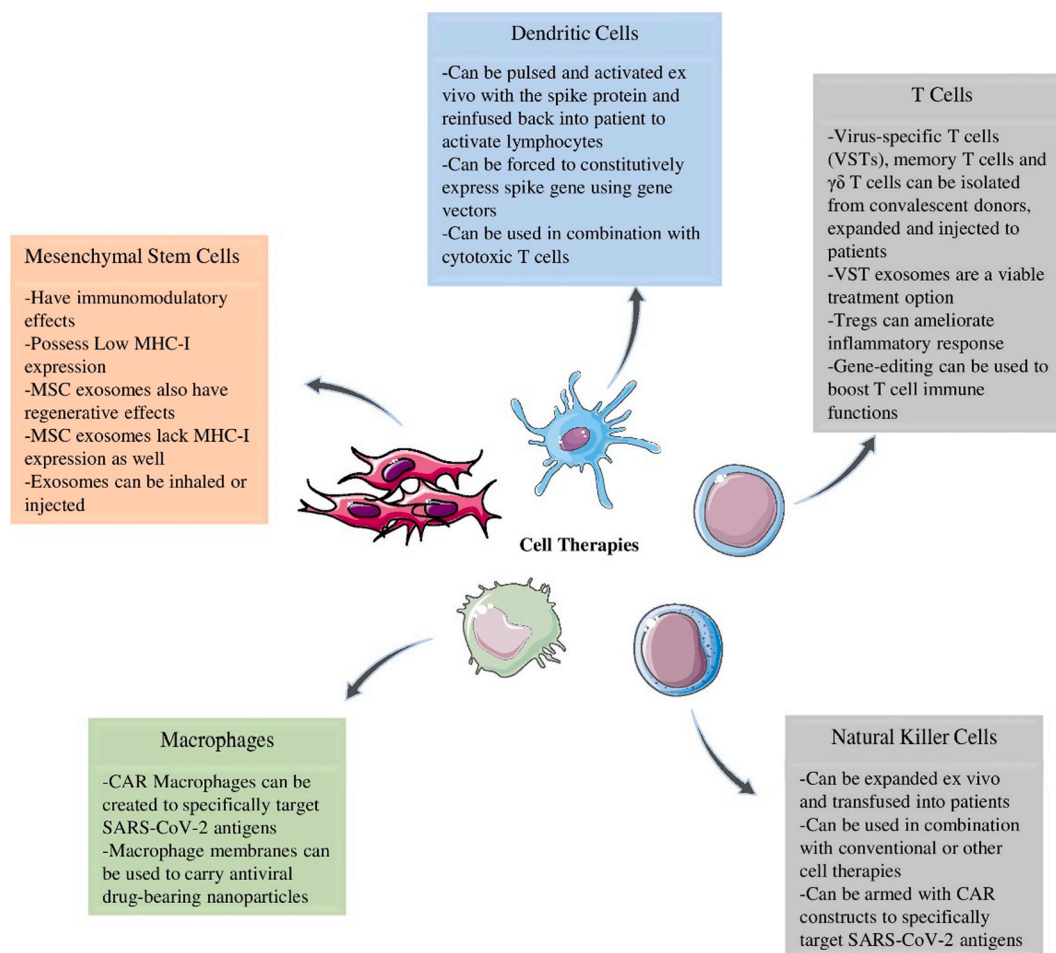 Dendritic Cells
-Can be pulsed and activated ex
vivo with the spike protein and
reinfused back into patient to
activate lymphocytes
-Can be forced to constitutively
express spike gene using gene
vectors
-Can be used in combination with
cytotoxic T cells
T Cells
-Virus-specific T cells
(VSTs), memory T cells and
γδ T cells can be isolated
from convalescent donors,
expanded and injected to
patients
-VST exosomes are a viable
treatment option
-Tregs can ameliorate
inflammatory response
-Gene-editing can be used to
boost T cell immune
functions
Mesenchymal Stem Cells
-Have immunomodulatory
effects
-Possess Low MHC-I
expression
-MSC exosomes also have
regenerative effects
-MSC exosomes lack MHC-I
expression as well
-Exosomes can be inhaled or
injected
Cell Therapies
Macrophages
-CAR Macrophages can be
created to specifically target
SARS-CoV-2 antigens
-Macrophage membranes can
be used to carry antiviral
drug-bearing nanoparticles
Natural Killer Cells
-Can be expanded ex vivo
and transfused into patients
-Can be used in combination
with conventional or other
cell therapies
-Can be armed with CAR
constructs to specifically
target SARS-CoV-2 antigens